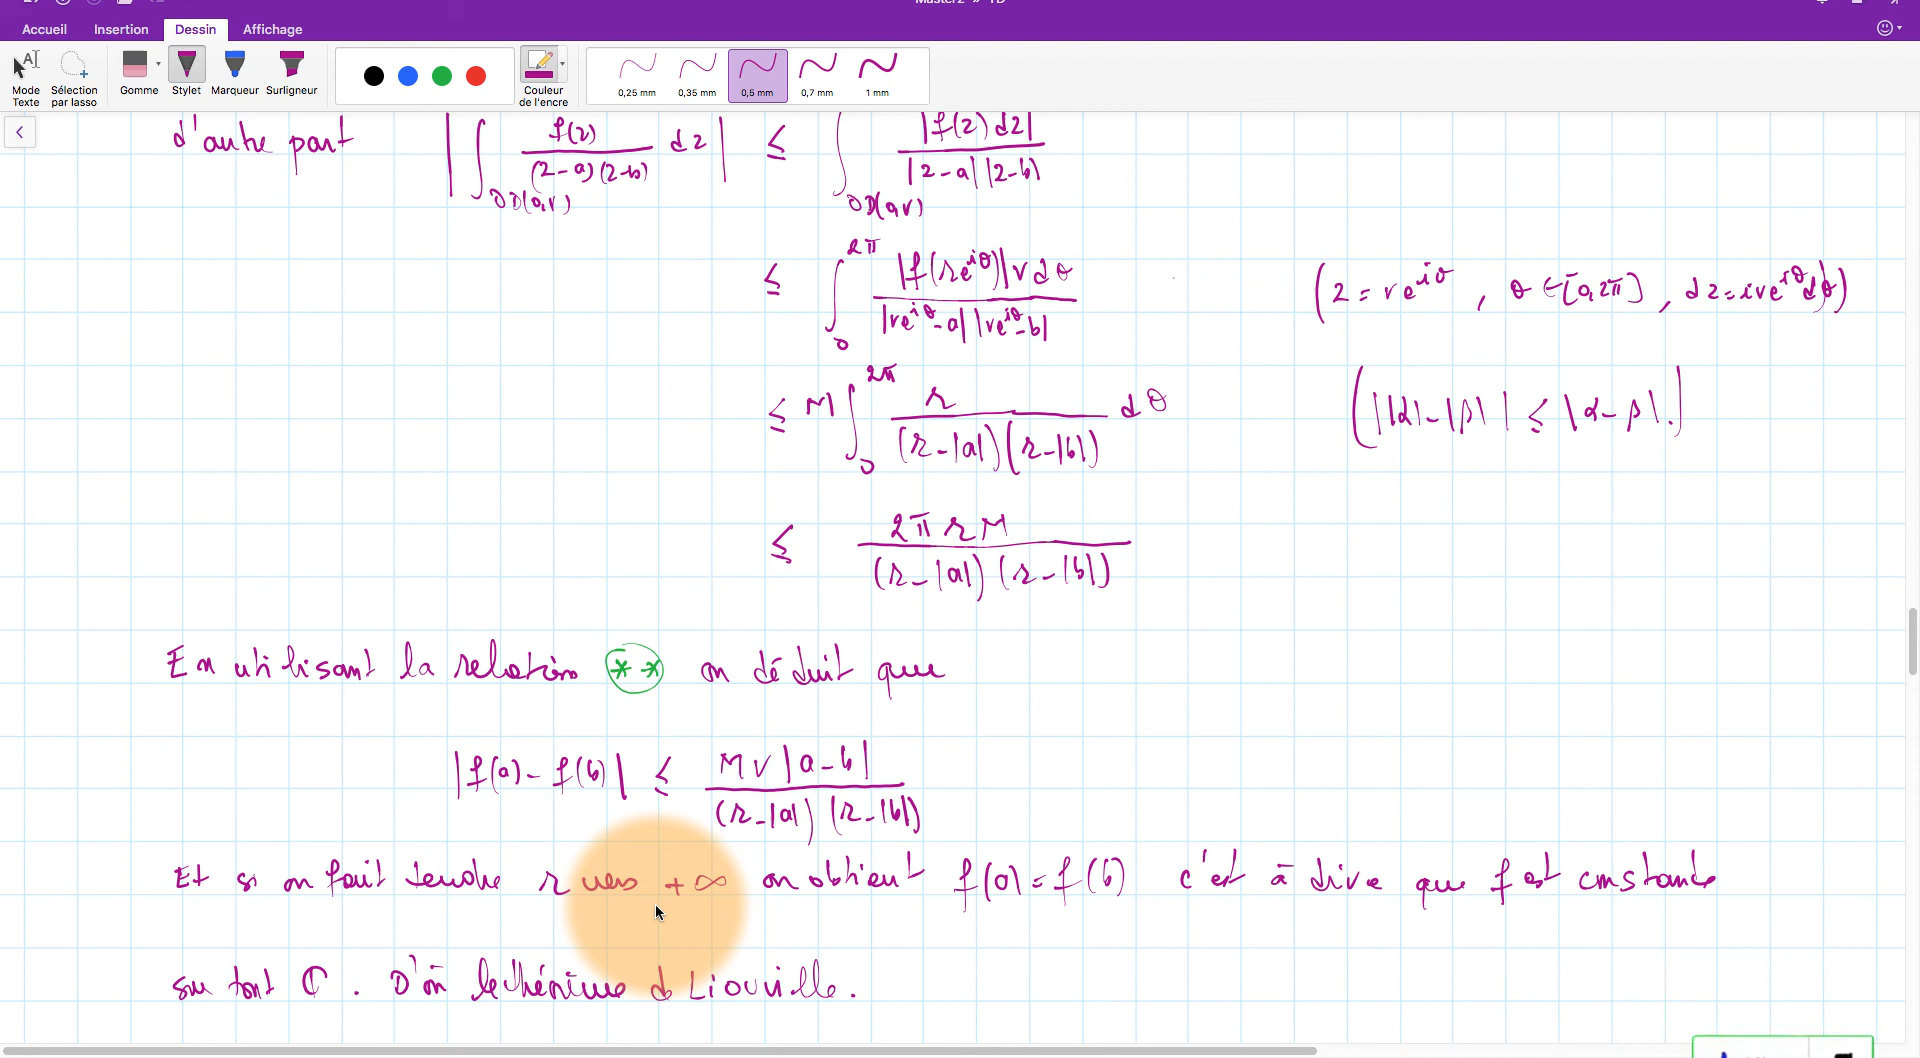 Accueil Insertion Dessin Affichage
Mode Texte Sélection par lasso Gomme Stylet Marqueur Surligneur Couleur de l'encre 0,25 mm 0,35 mm 0,5 mm 0,7 mm 1 mm
d'autre part |∫_{∂D(0,r)} f(z)/((z-a)(z-b)) dz| ≤ ∫_{∂D(0,r)} |f(z) dz|/(|z-a||z-b|)
≤ ∫_0^{2π} |f(re^{iθ})| r dθ/(|re^{iθ}-a||re^{iθ}-b|) (z = re^{iθ}, θ ∈ [0,2π], dz = ire^{iθ}dθ)
≤ M ∫_0^{2π} r/((r-|a|)(r-|b|)) dθ (||α|-|β|| ≤ |α-β|.)
≤ 2π r M/((r-|a|)(r-|b|))
En utilisant la relation ** on déduit que
|f(a) - f(b)| ≤ M r |a-b|/((r-|a|)(r-|b|))
Et si on fait tendre r vers +∞ on obtient f(a) = f(b) c'est à dire que f est constante
sur tout ℂ. D'où le théorème de Liouville.